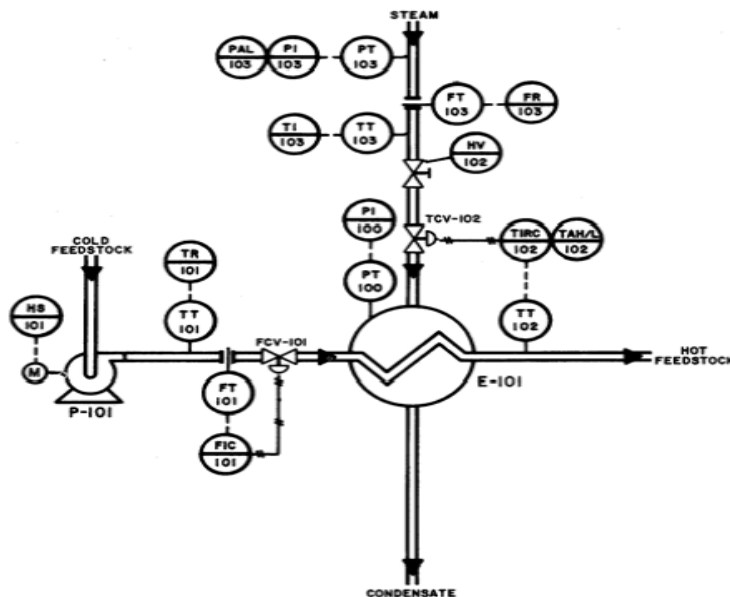 STEAM
PAL
103
PI
103
PT
103
FT
103
FR
103
TI
103
TT
103
HV
102
PI
100
TCV-102
COLD
FEEDSTOCK
TR
101
TIRC
102
TAH/L
102
PT
100
HS
101
TT
101
TT
102
FCV-101
M
HOT
FEEDSTOCK
E-101
P-101
FT
101
FIC
101
CONDENSATE